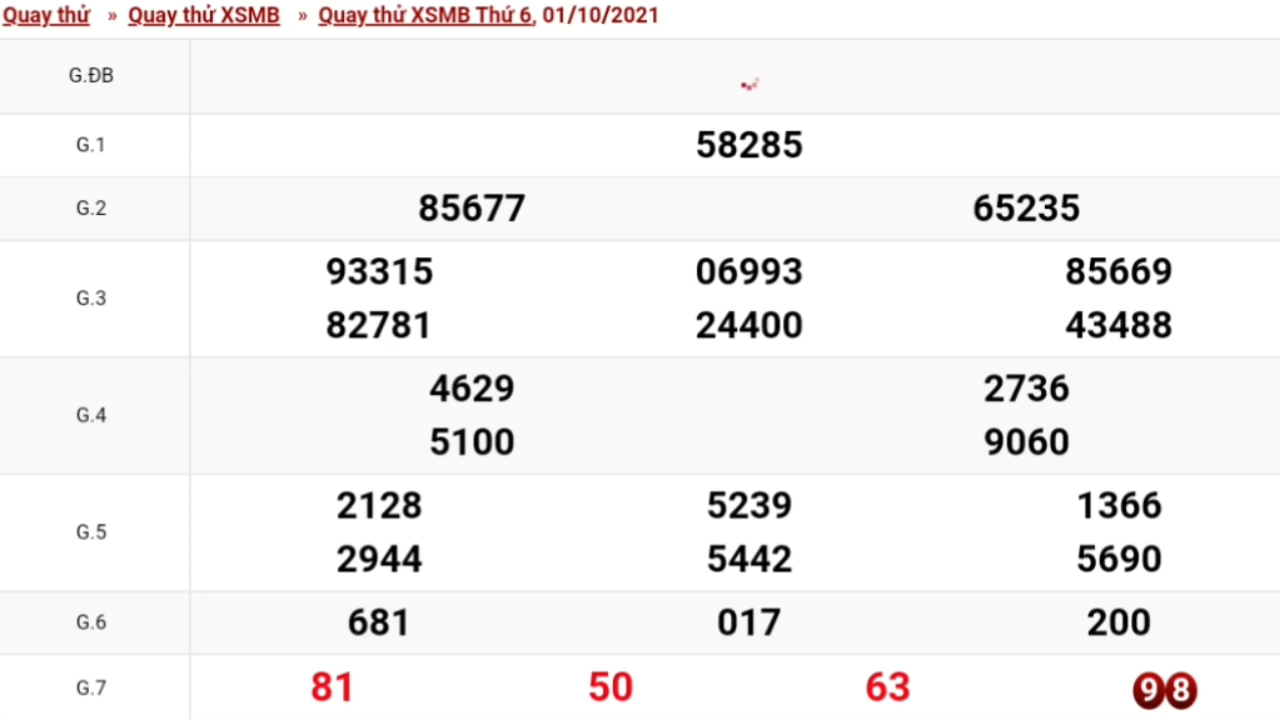 Quay thử » Quay thử XSMB » Quay thử XSMB Thứ 6, 01/10/2021
G.ĐB
G.1 58285
G.2 85677 65235
G.3 93315 06993 85669
82781 24400 43488
G.4 4629 2736
5100 9060
G.5 2128 5239 1366
2944 5442 5690
G.6 681 017 200
G.7 81 50 63 98